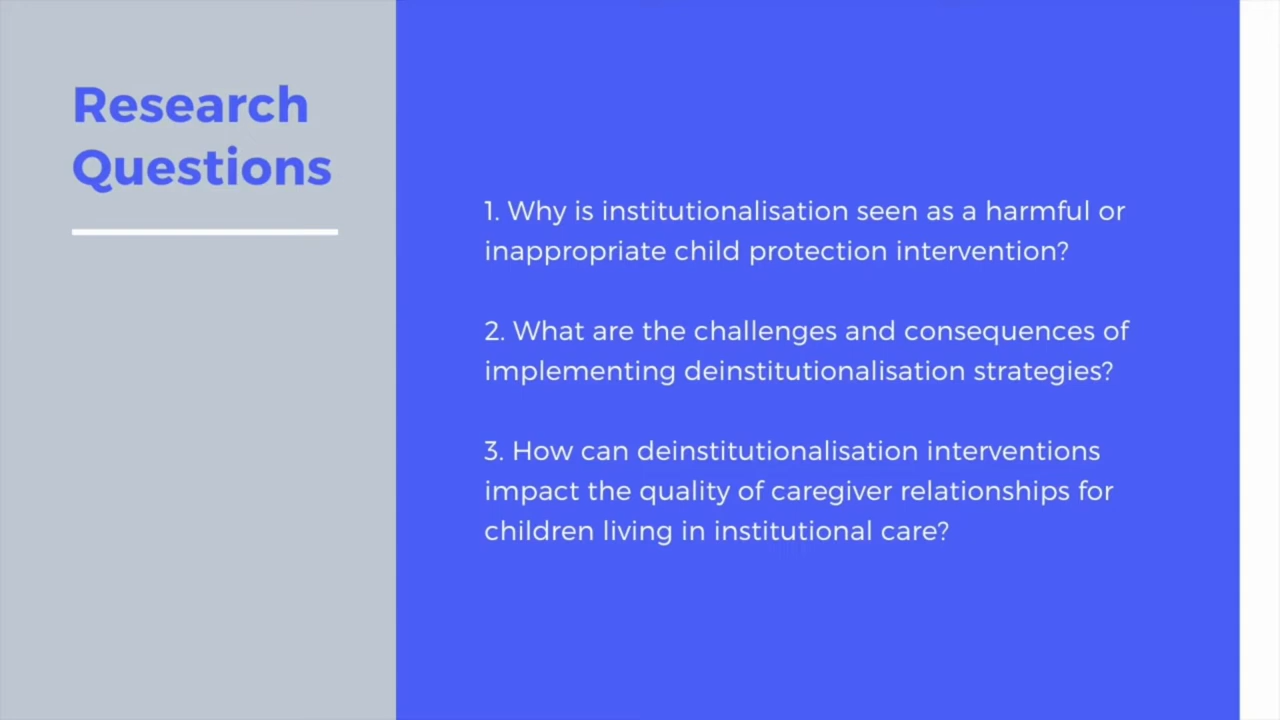 Research
Questions
1. Why is institutionalisation seen as a harmful or
inappropriate child protection intervention?
2. What are the challenges and consequences of
implementing deinstitutionalisation strategies?
3. How can deinstitutionalisation interventions
impact the quality of caregiver relationships for
children living in institutional care?